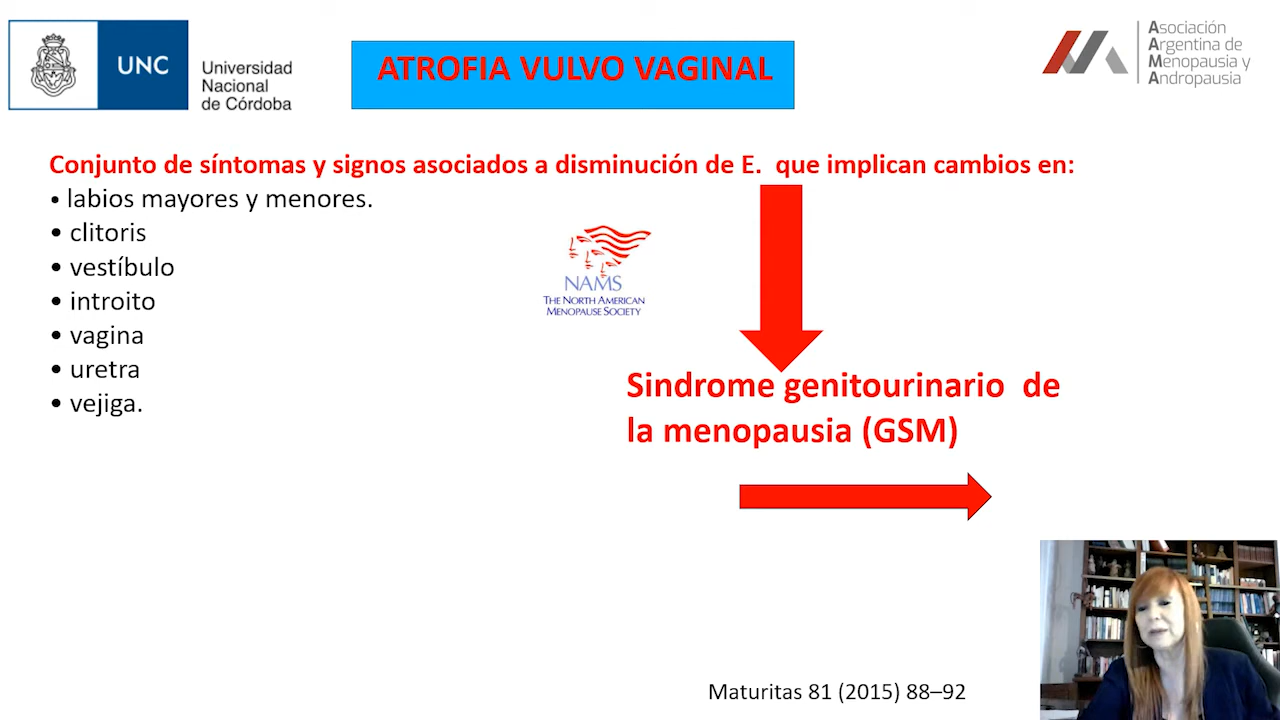 UNC
Universidad
Nacional
de Córdoba
ATROFIA VULVO VAGINAL
Asociación
Argentina de
Menopausia y
Andropausia
Conjunto de síntomas y signos asociados a disminución de E.  que implican cambios en:
• labios mayores y menores.
• clitoris
• vestíbulo
• introito
• vagina
• uretra
• vejiga.
NAMS
THE NORTH AMERICAN
MENOPAUSE SOCIETY
Sindrome genitourinario  de
la menopausia (GSM)
Maturitas 81 (2015) 88–92